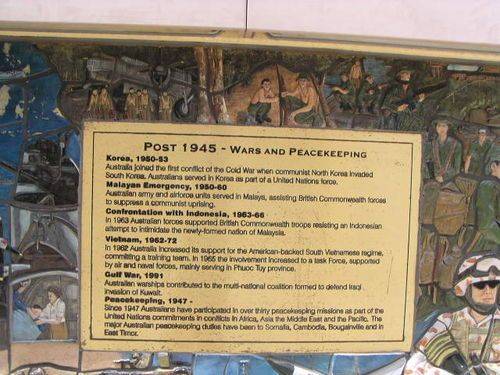 POST 1945 - WARS AND PEACEKEEPING
Korea, 1950-53
Australia joined the first conflict of the Cold War when communist North Korea invaded
South Korea. Australians served in Korea as part of a United Nations force.
Malayan Emergency, 1950-60
Australian army and airforce units served in Malaya, assisting British Commonwealth forces
to suppress a communist uprising.
Confrontation with Indonesia, 1963-66
In 1963 Australian forces supported British Commonwealth troops resisting an Indonesian
attempt to intimidate the newly-formed nation of Malaysia.
Vietnam, 1962-72
In 1962 Australia increased its support for the American-backed South Vietnamese regime,
committing a training team. In 1965 the involvement increased to a task Force, supported
by air and naval forces, mainly serving in Phuoc Tuy province.
Gulf War, 1991
Australian warships contributed to the multi-national coalition formed to defend Iraqi
invasion of Kuwait.
Peacekeeping, 1947 -
Since 1947 Australians have participated in over thirty peacekeeping missions as part of the
United Nations commitments in conflicts in Africa, Asia the Middle East and the Pacific. The
major Australian peacekeeping duties have been to Somalia, Cambodia, Bougainville and in
East Timor.